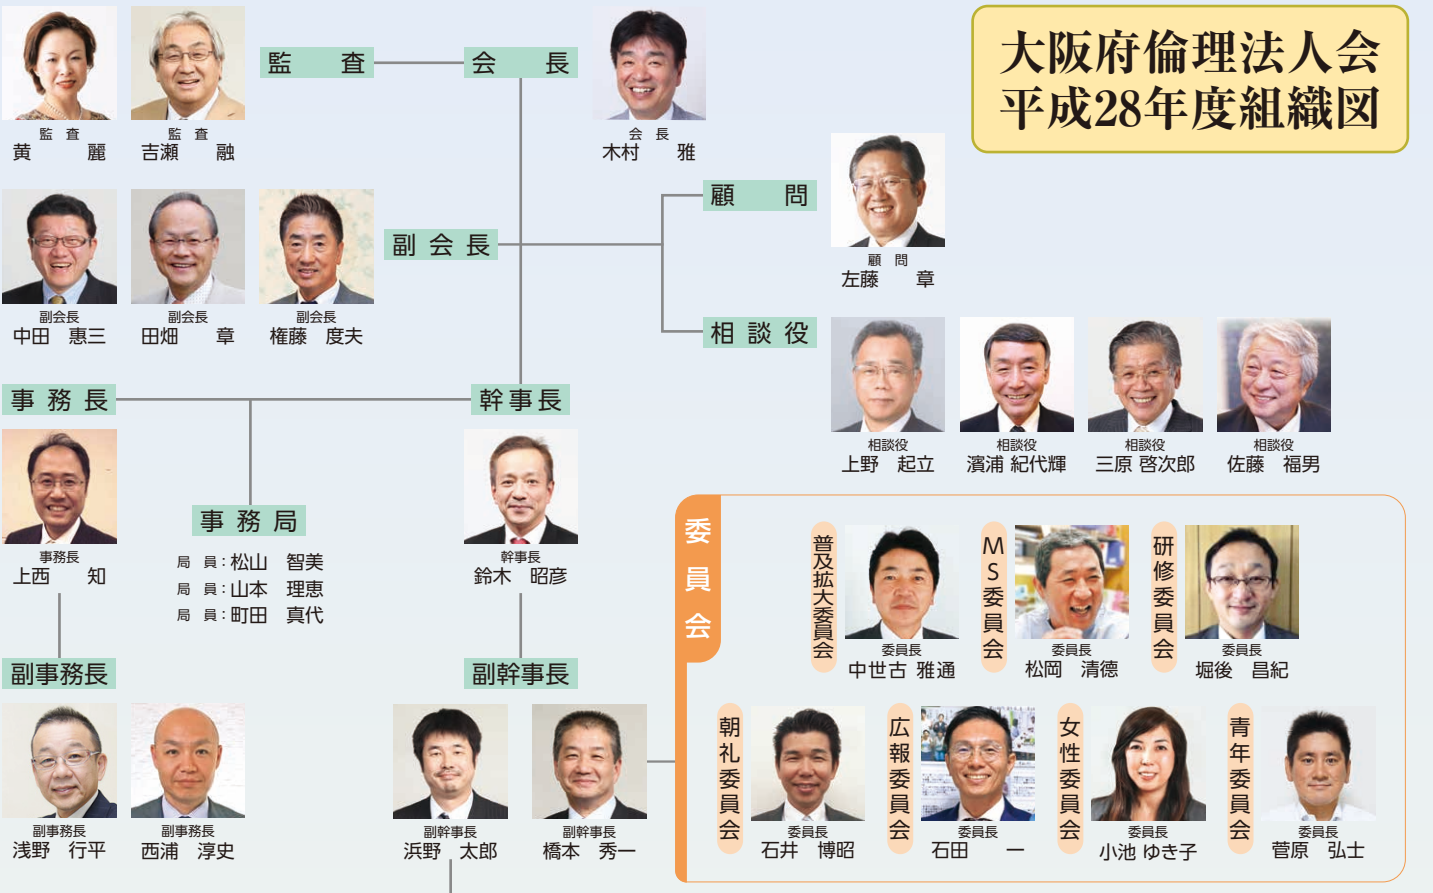 大阪府倫理法人会
平成28年度組織図
監 査
会 長
監 査
黄 麗
監 査
吉瀬 融
会 長
木村 雅
副会長
顧 問
顧 問
左藤 章
副会長
中田 惠三
副会長
田畑 章
副会長
権藤 度夫
相談役
相談役
上野 起立
相談役
濱浦 紀代輝
相談役
三原 啓次郎
相談役
佐藤 福男
事務長
幹事長
事務長
上西 知
事務局
局 員：松山 智美
局 員：山本 理恵
局 員：町田 真代
幹事長
鈴木 昭彦
副事務長
副幹事長
副事務長
浅野 行平
副事務長
西浦 淳史
副幹事長
浜野 太郎
副幹事長
橋本 秀一
委員会
普及拡大委員会
委員長
中世古 雅通
MS委員会
委員長
松岡 清德
研修委員会
委員長
堀後 昌紀
朝礼委員会
委員長
石井 博昭
広報委員会
委員長
石田 一
女性委員会
委員長
小池 ゆき子
青年委員会
委員長
菅原 弘士